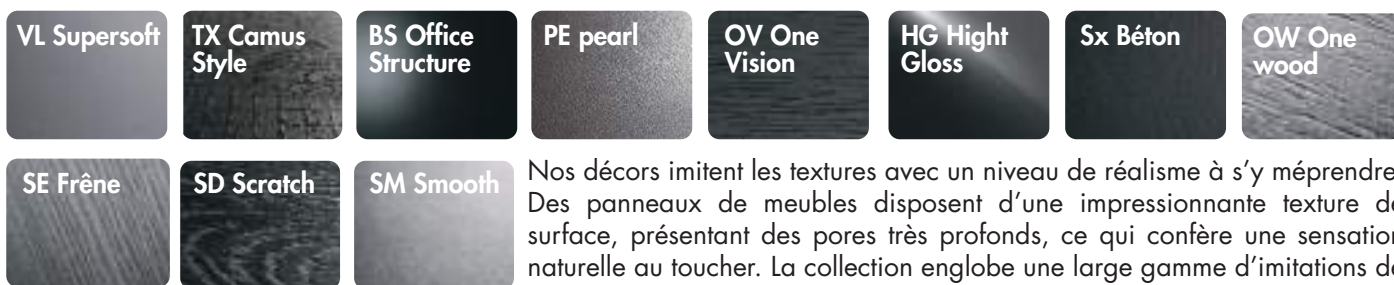 VL Supersoft
TX Camus
Style
BS Office
Structure
PE pearl
OV One
Vision
HG Hight
Gloss
Sx Béton
OW One
wood
SE Frêne
SD Scratch
SM Smooth
Nos décors imitent les textures avec un niveau de réalisme à s’y méprendre
Des panneaux de meubles disposent d’une impressionnante texture de
surface, présentant des pores très profonds, ce qui confère une sensation
naturelle au toucher. La collection englobe une large gamme d’imitations de